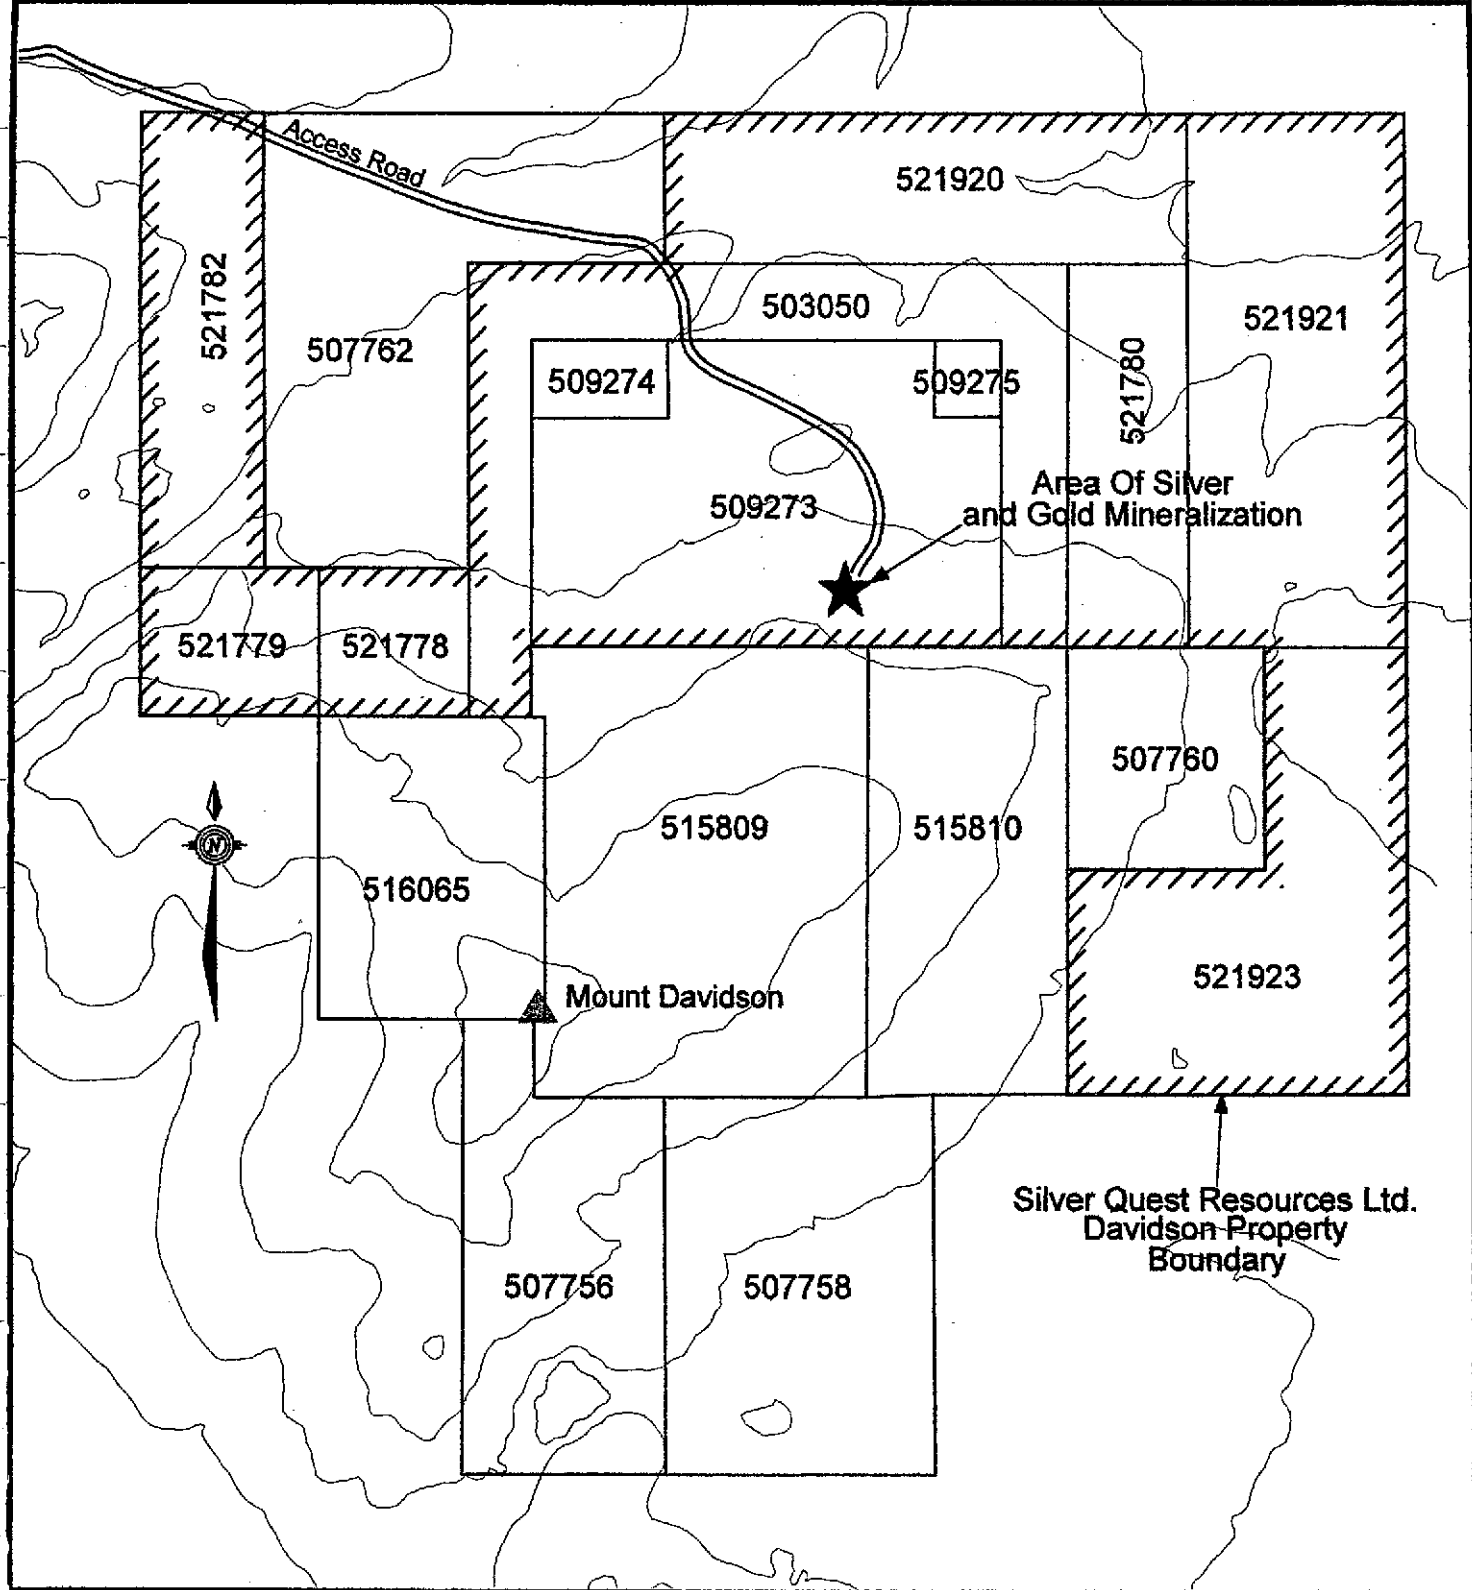 Access Road
521920
521782
503050
521921
507762
521780
509274
509275
Area Of Silver
and Gold Mineralization
509273
521779
521778
507760
515809
515810
N
516065
521923
Mount Davidson
Silver Quest Resources Ltd.
Davidson Property
Boundary
507756
507758